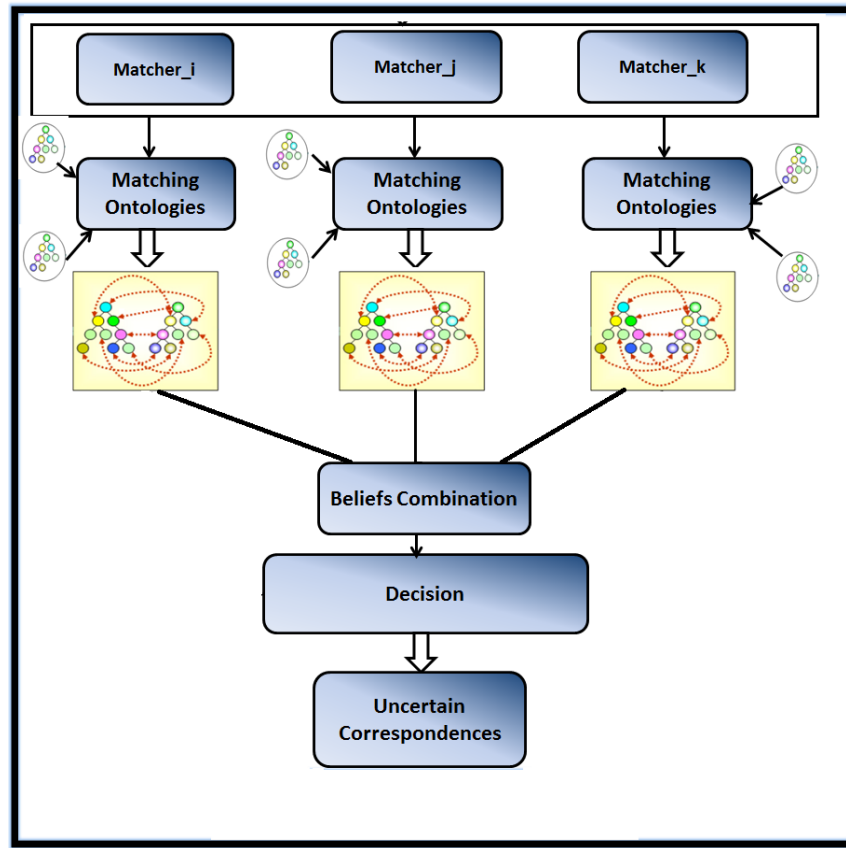 Matcher_i
Matcher_j
Matcher_k
Matching
Ontologies
Matching
Ontologies
Matching
Ontologies
Beliefs Combination
Decision
Uncertain
Correspondences